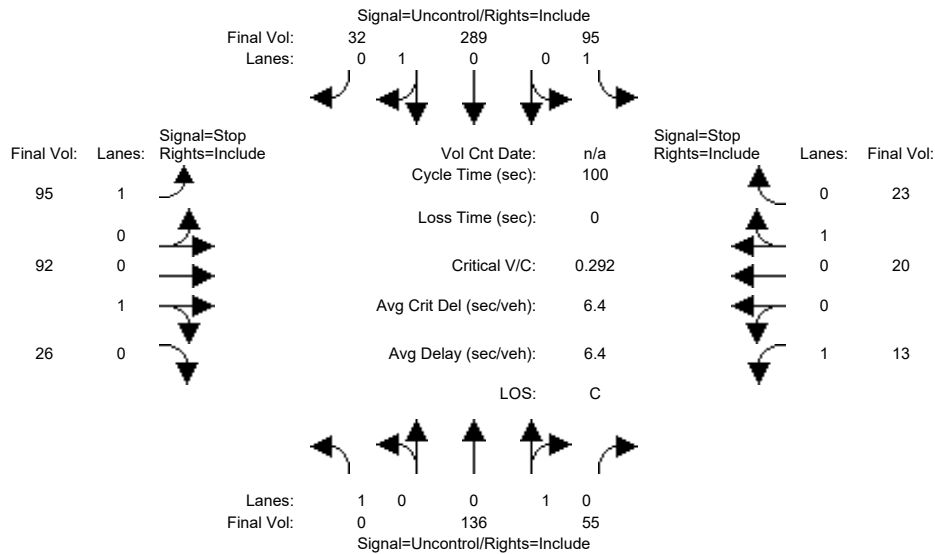 Signal=Uncontrol/Rights=Include
Final Vol: 32 289 95
Lanes: 0 1 0 0 1
Signal=Stop Signal=Stop
Final Vol: Lanes: Rights=Include Vol Cnt Date: n/a Rights=Include Lanes: Final Vol:
Cycle Time (sec): 100
95 1 0 23
Loss Time (sec): 0
0 1
92 0 Critical V/C: 0.292 0 20
1 Avg Crit Del (sec/veh): 6.4 0
26 0 Avg Delay (sec/veh): 6.4 1 13
LOS: C
Lanes: 1 0 0 1 0
Final Vol: 0 136 55
Signal=Uncontrol/Rights=Include